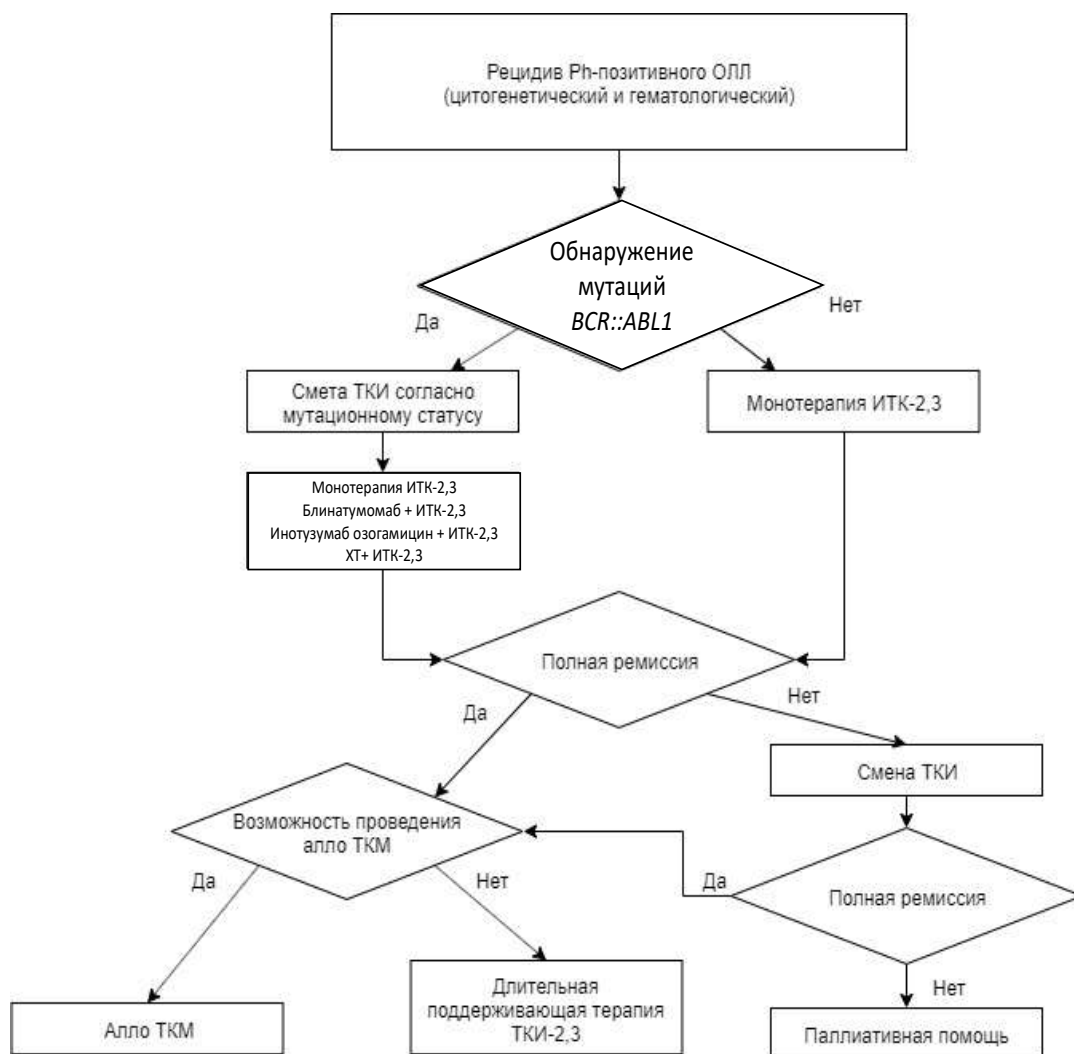 Рецидив Ph-позитивного ОЛЛ
(цитогенетический и гематологический)
Обнаружение
мутаций
BCR::ABL1
Да
Нет
Смета ТКИ согласно
мутационному статусу
Монотерапия ИТК-2,3
Монотерапия ИТК-2,3
Блинатумомаб + ИТК-2,3
Инотузумаб озогамицин + ИТК-2,3
ХТ+ ИТК-2,3
Полная ремиссия
Да
Нет
Смена ТКИ
Возможность проведения
алло ТКМ
Да
Нет
Да
Полная ремиссия
Нет
Алло ТКМ
Длительная
поддерживающая терапия
ТКИ-2,3
Паллиативная помощь